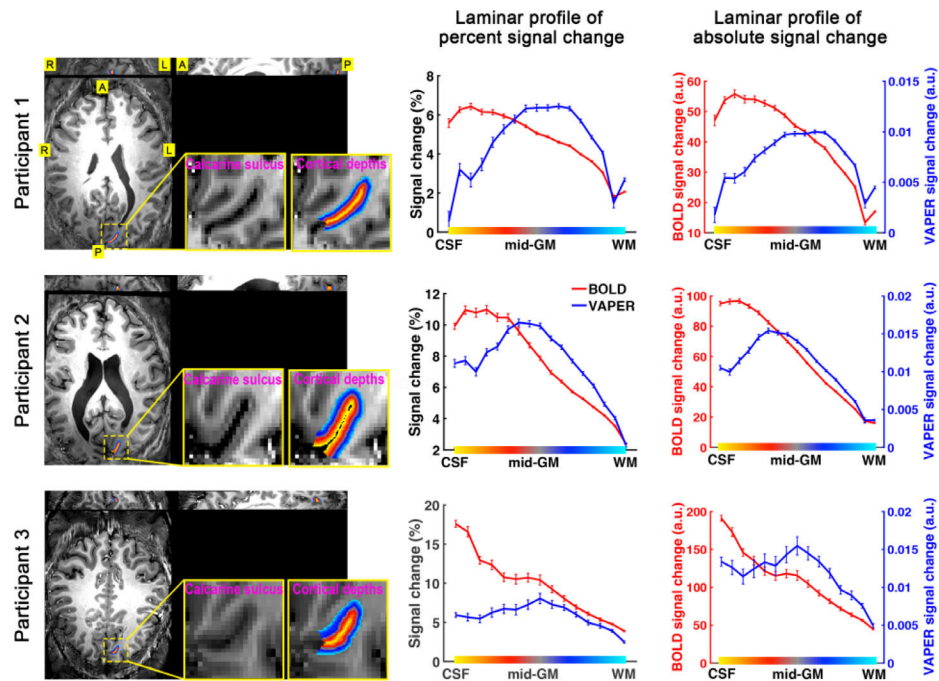 Laminar profile of
percent signal change
Laminar profile of
absolute signal change
Participant 1
R
L
A
P
A
R
L
P
Calcarine sulcus
Cortical depths
Signal change (%)
8
6
4
2
0
CSF
mid-GM
WM
BOLD signal change (a.u.)
60
50
40
30
20
10
CSF
mid-GM
WM
VAPER signal change (a.u.)
0.015
0.01
0.005
0
Participant 2
Calcarine sulcus
Cortical depths
Signal change (%)
12
10
8
6
4
2
CSF
mid-GM
WM
BOLD
VAPER
BOLD signal change (a.u.)
100
80
60
40
20
0
CSF
mid-GM
WM
VAPER signal change (a.u.)
0.02
0.015
0.01
0.005
0
Participant 3
Calcarine sulcus
Cortical depths
Signal change (%)
20
15
10
5
0
CSF
mid-GM
WM
BOLD signal change (a.u.)
200
150
100
50
0
CSF
mid-GM
WM
VAPER signal change (a.u.)
0.02
0.015
0.01
0.005
0